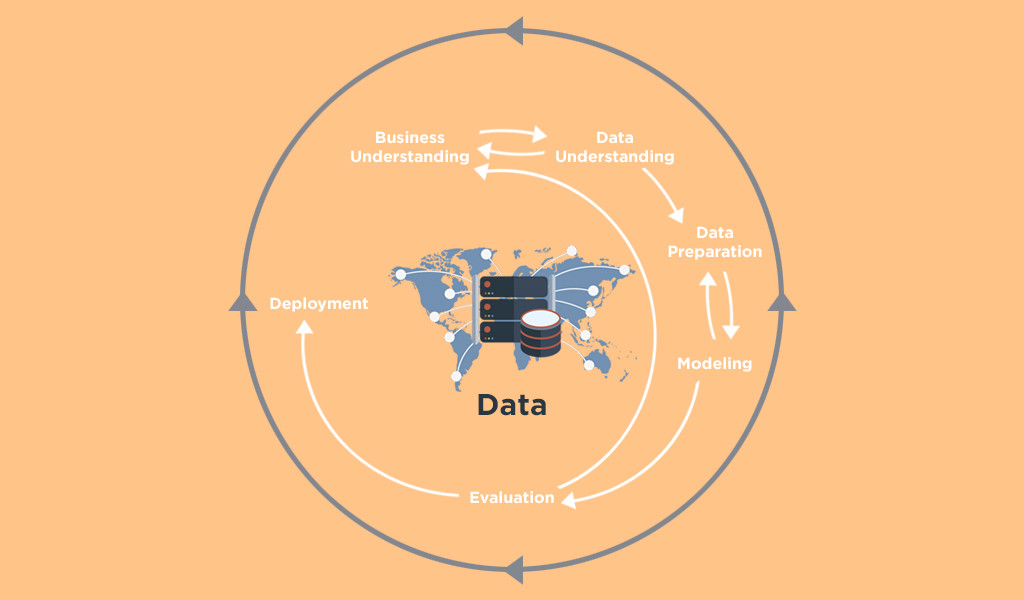 Business
Understanding
Data
Understanding
Data
Preparation
Modeling
Evaluation
Deployment
Data